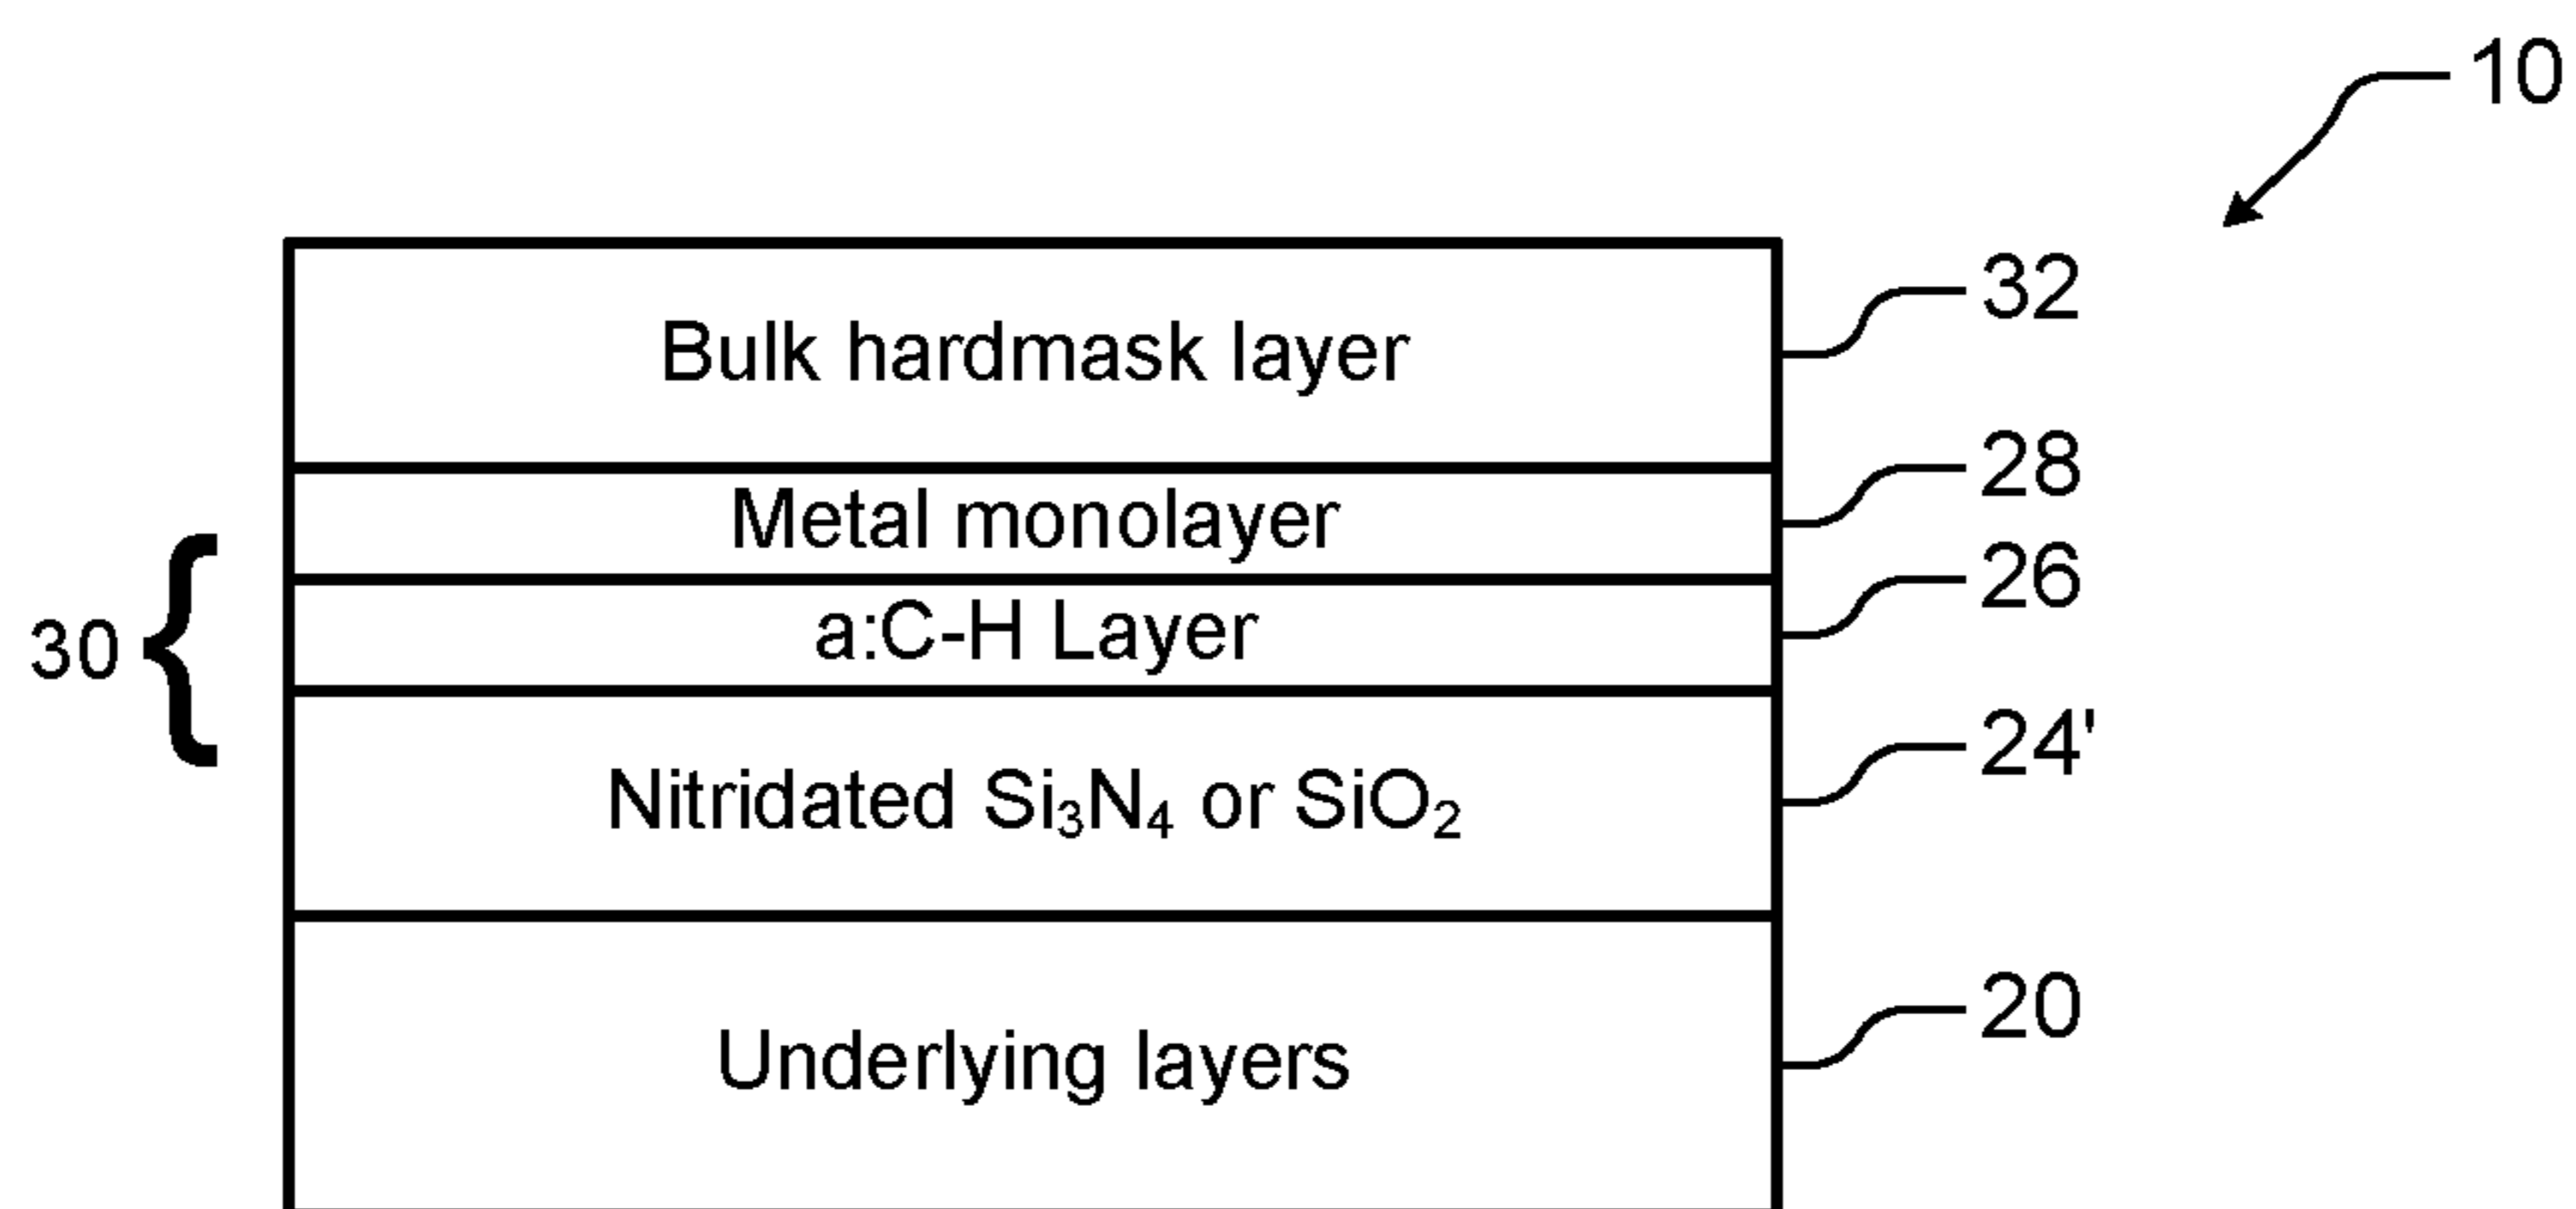 10
Bulk hardmask layer 32
Metal monolayer 28
a:C-H Layer 26
30 {
Nitridated Si₃N₄ or SiO₂ 24'
Underlying layers 20